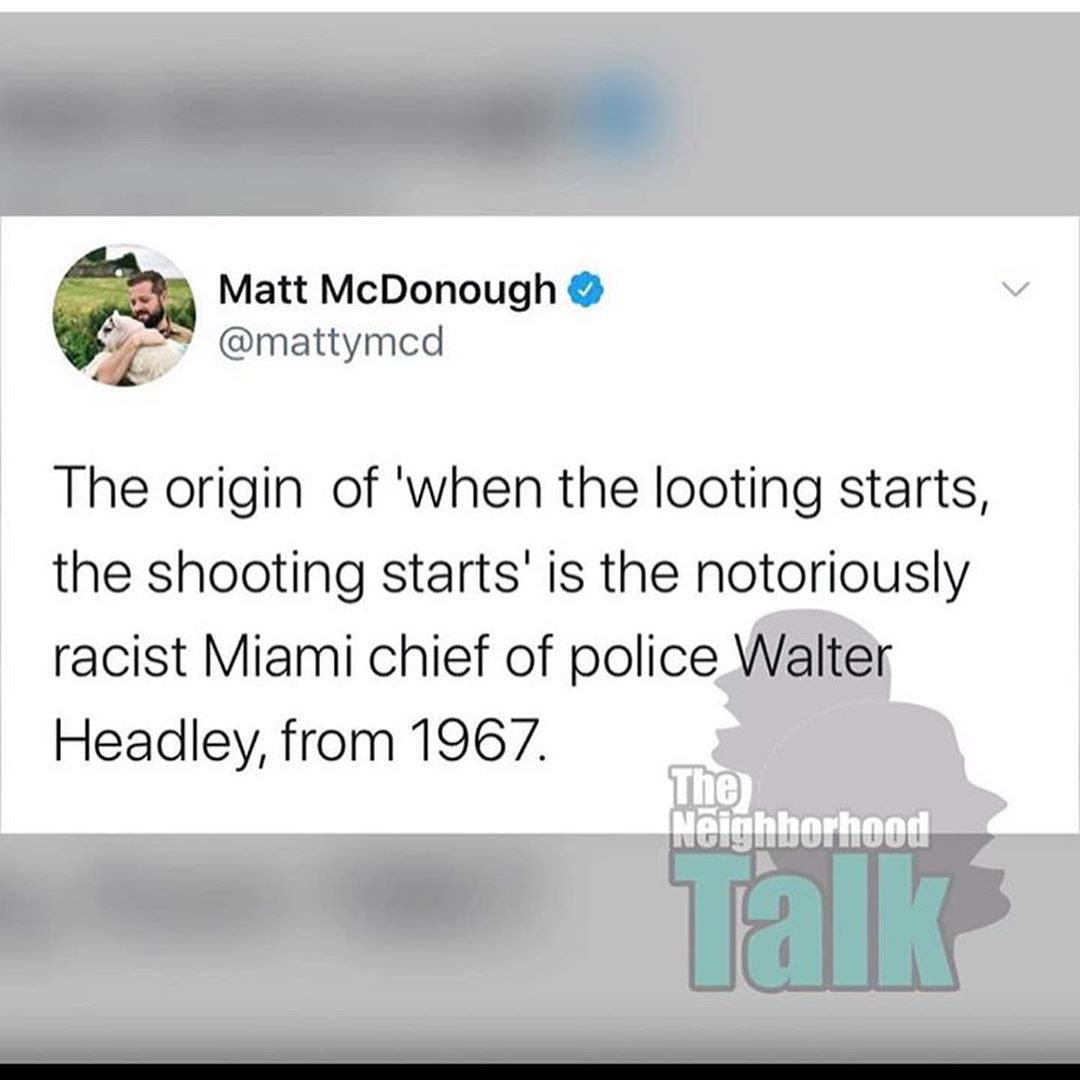 Matt McDonough
@mattymcd
The origin of 'when the looting starts,
the shooting starts' is the notoriously
racist Miami chief of police Walter
Headley, from 1967.
The
Neighborhood
Talk